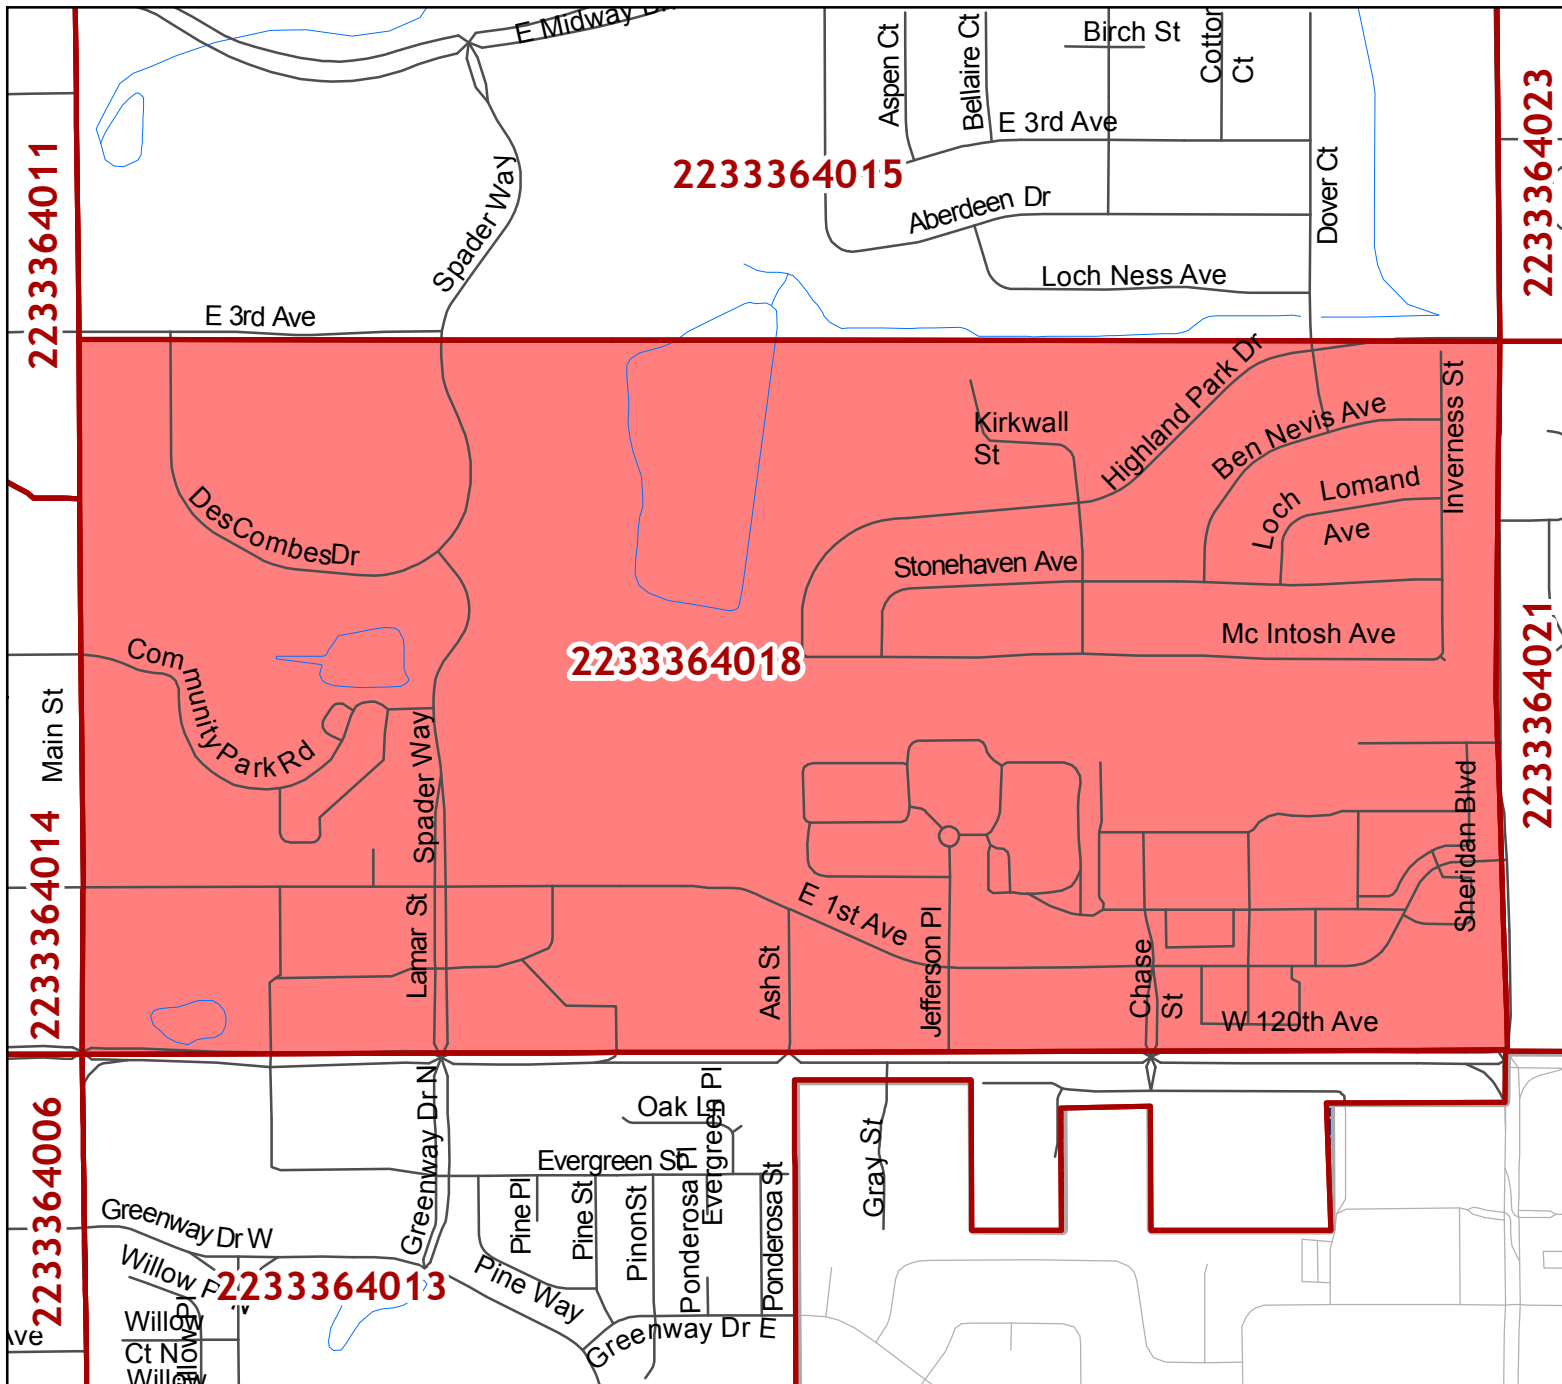 E Midway Dr
Aspen Ct
Bellaire Ct
Birch St
Cotton
Ct
E 3rd Ave
2233364015
2233364023
2233364011
Spader Way
Aberdeen Dr
Dover Ct
Loch Ness Ave
E 3rd Ave
Highland Park Dr
Kirkwall
St
Ben Nevis Ave
Inverness St
Loch Lomand
Ave
DesCombesDr
Stonehaven Ave
Mc Intosh Ave
2233364018
2233364021
Community Park Rd
Main St
Spader Way
Sheridan Blvd
2233364014
Lamar St
E 1st Ave
Ash St
Jefferson Pl
Chase
St
W 120th Ave
2233364006
Greenway Dr N
Oak Ln
Evergreen Pl
Evergreen St
Gray St
Pine Pl
Pine St
PinonSt
Ponderosa Pl
Ponderosa St
Greenway Dr W
Willow
2233364013
Pine Way
Greenway Dr E
Willow
Ct N
Willow
Ave